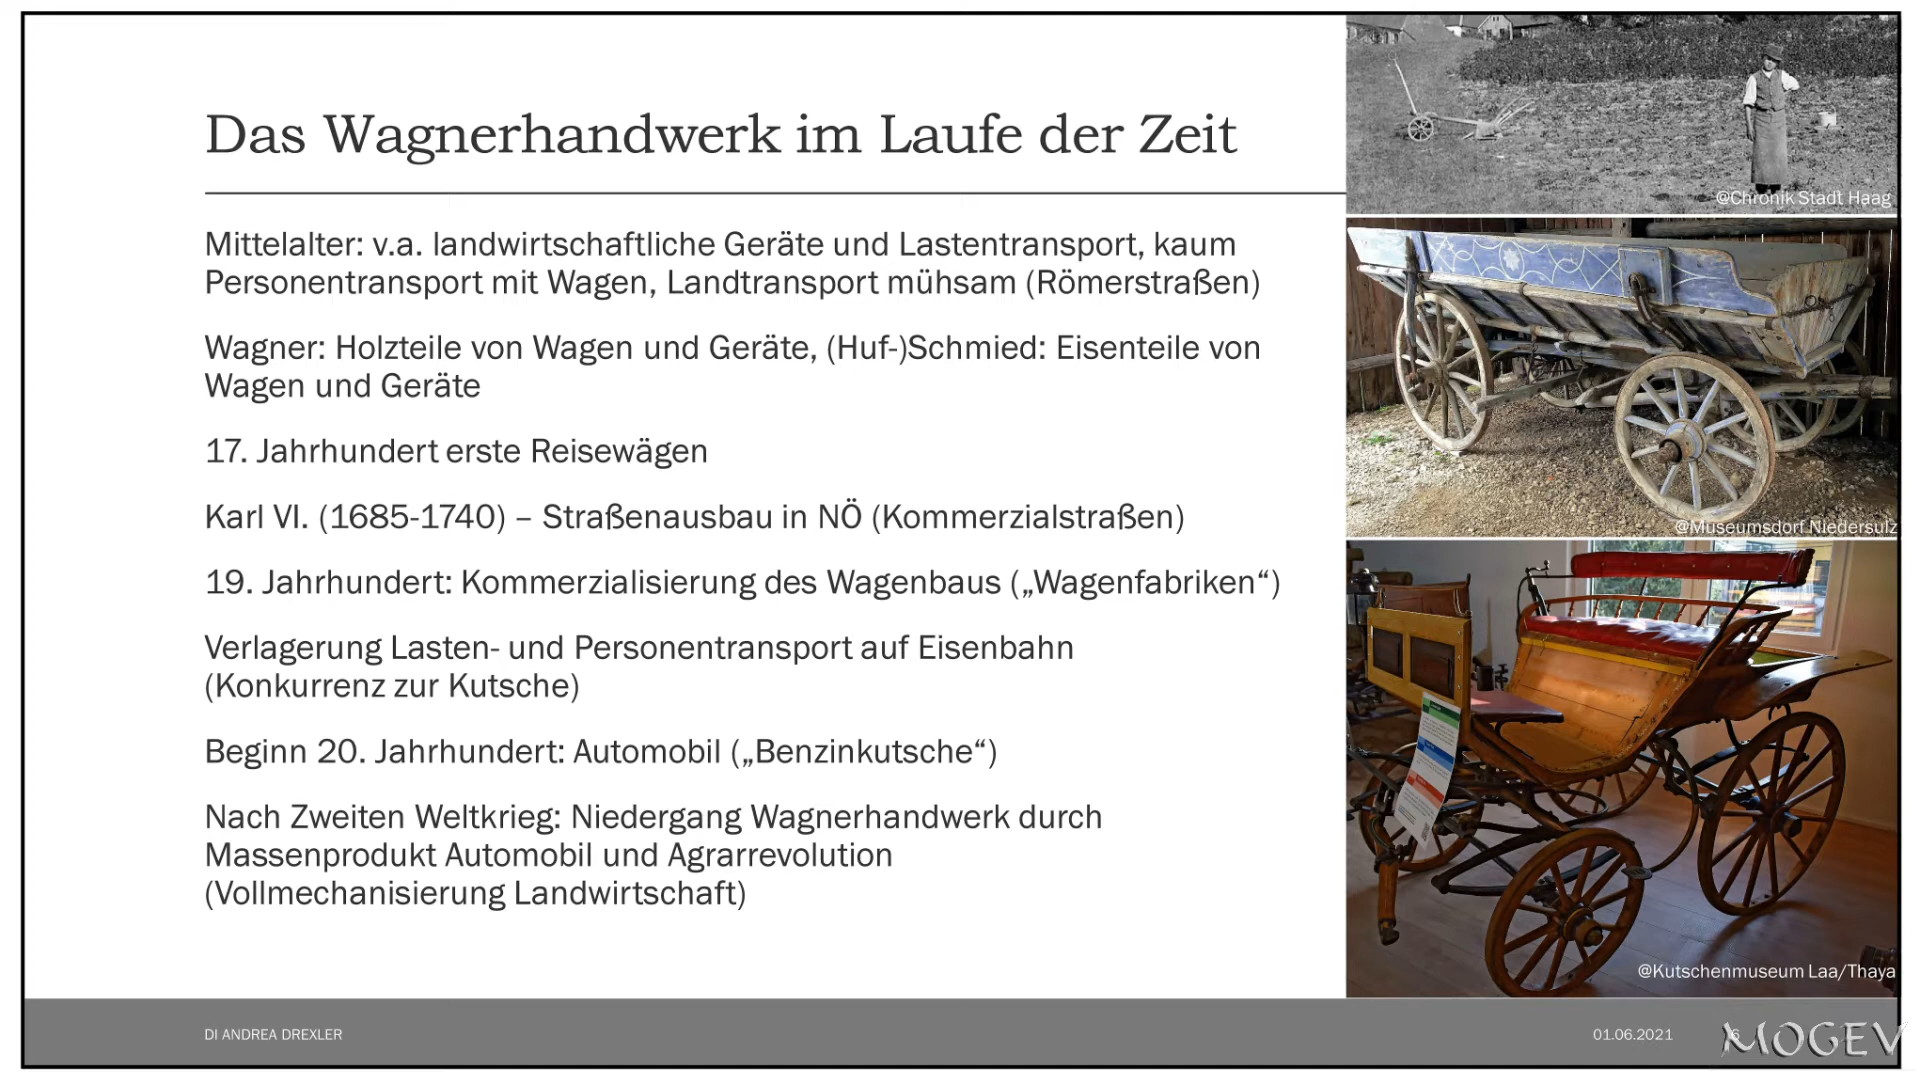 Das Wagnerhandwerk im Laufe der Zeit
Mittelalter: v.a. landwirtschaftliche Geräte und Lastentransport, kaum
Personentransport mit Wagen, Landtransport mühsam (Römerstraßen)
Wagner: Holzteile von Wagen und Geräte, (Huf-)Schmied: Eisenteile von
Wagen und Geräte
17. Jahrhundert erste Reisewägen
Karl VI. (1685-1740) – Straßenausbau in NÖ (Kommerzialstraßen)
19. Jahrhundert: Kommerzialisierung des Wagenbaus („Wagenfabriken“)
Verlagerung Lasten- und Personentransport auf Eisenbahn
(Konkurrenz zur Kutsche)
Beginn 20. Jahrhundert: Automobil („Benzinkutsche“)
Nach Zweiten Weltkrieg: Niedergang Wagnerhandwerk durch
Massenprodukt Automobil und Agrarrevolution
(Vollmechanisierung Landwirtschaft)
@Chronik Stadt Haag
@Museumsdorf Niedersulz
@Kutschenmuseum Laa/Thaya
DI ANDREA DREXLER
01.06.2021
6
MOGEV